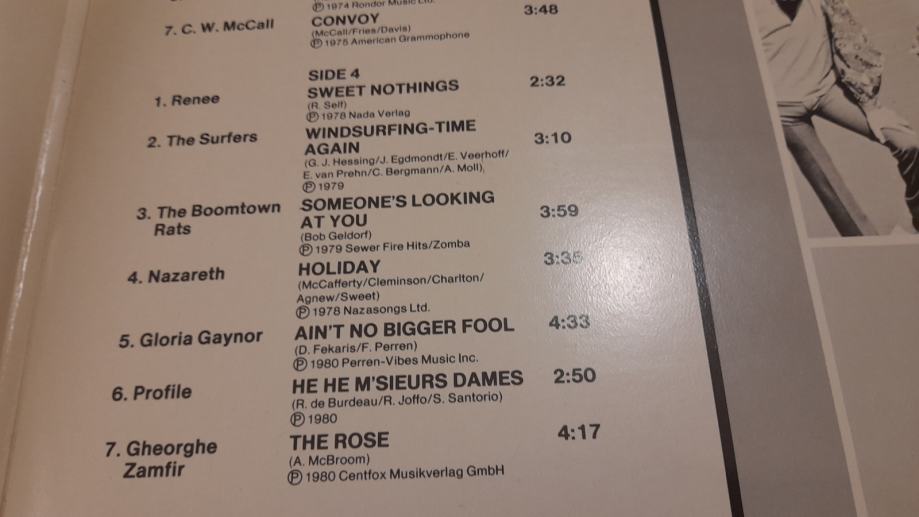 ℗ 1974 Rondor Music Ltd.
7. C. W. McCall CONVOY 3:48
(McCall/Fries/Davis)
℗ 1975 American Grammophone
SIDE 4
1. Renee SWEET NOTHINGS 2:32
(R. Self)
℗ 1978 Nada Verlag
2. The Surfers WINDSURFING-TIME 3:10
AGAIN
(G. J. Hessing/J. Egdmondt/E. Veerhoff/
E. van Prehn/C. Bergmann/A. Moll),
℗ 1979
3. The Boomtown SOMEONE'S LOOKING 3:59
Rats AT YOU
(Bob Geldorf)
℗ 1979 Sewer Fire Hits/Zomba
4. Nazareth HOLIDAY 3:35
(McCafferty/Cleminson/Charlton/
Agnew/Sweet)
℗ 1978 Nazasongs Ltd.
5. Gloria Gaynor AIN'T NO BIGGER FOOL 4:33
(D. Fekaris/F. Perren)
℗ 1980 Perren-Vibes Music Inc.
6. Profile HE HE M'SIEURS DAMES 2:50
(R. de Burdeau/R. Joffo/S. Santorio)
℗ 1980
7. Gheorghe THE ROSE 4:17
Zamfir (A. McBroom)
℗ 1980 Centfox Musikverlag GmbH